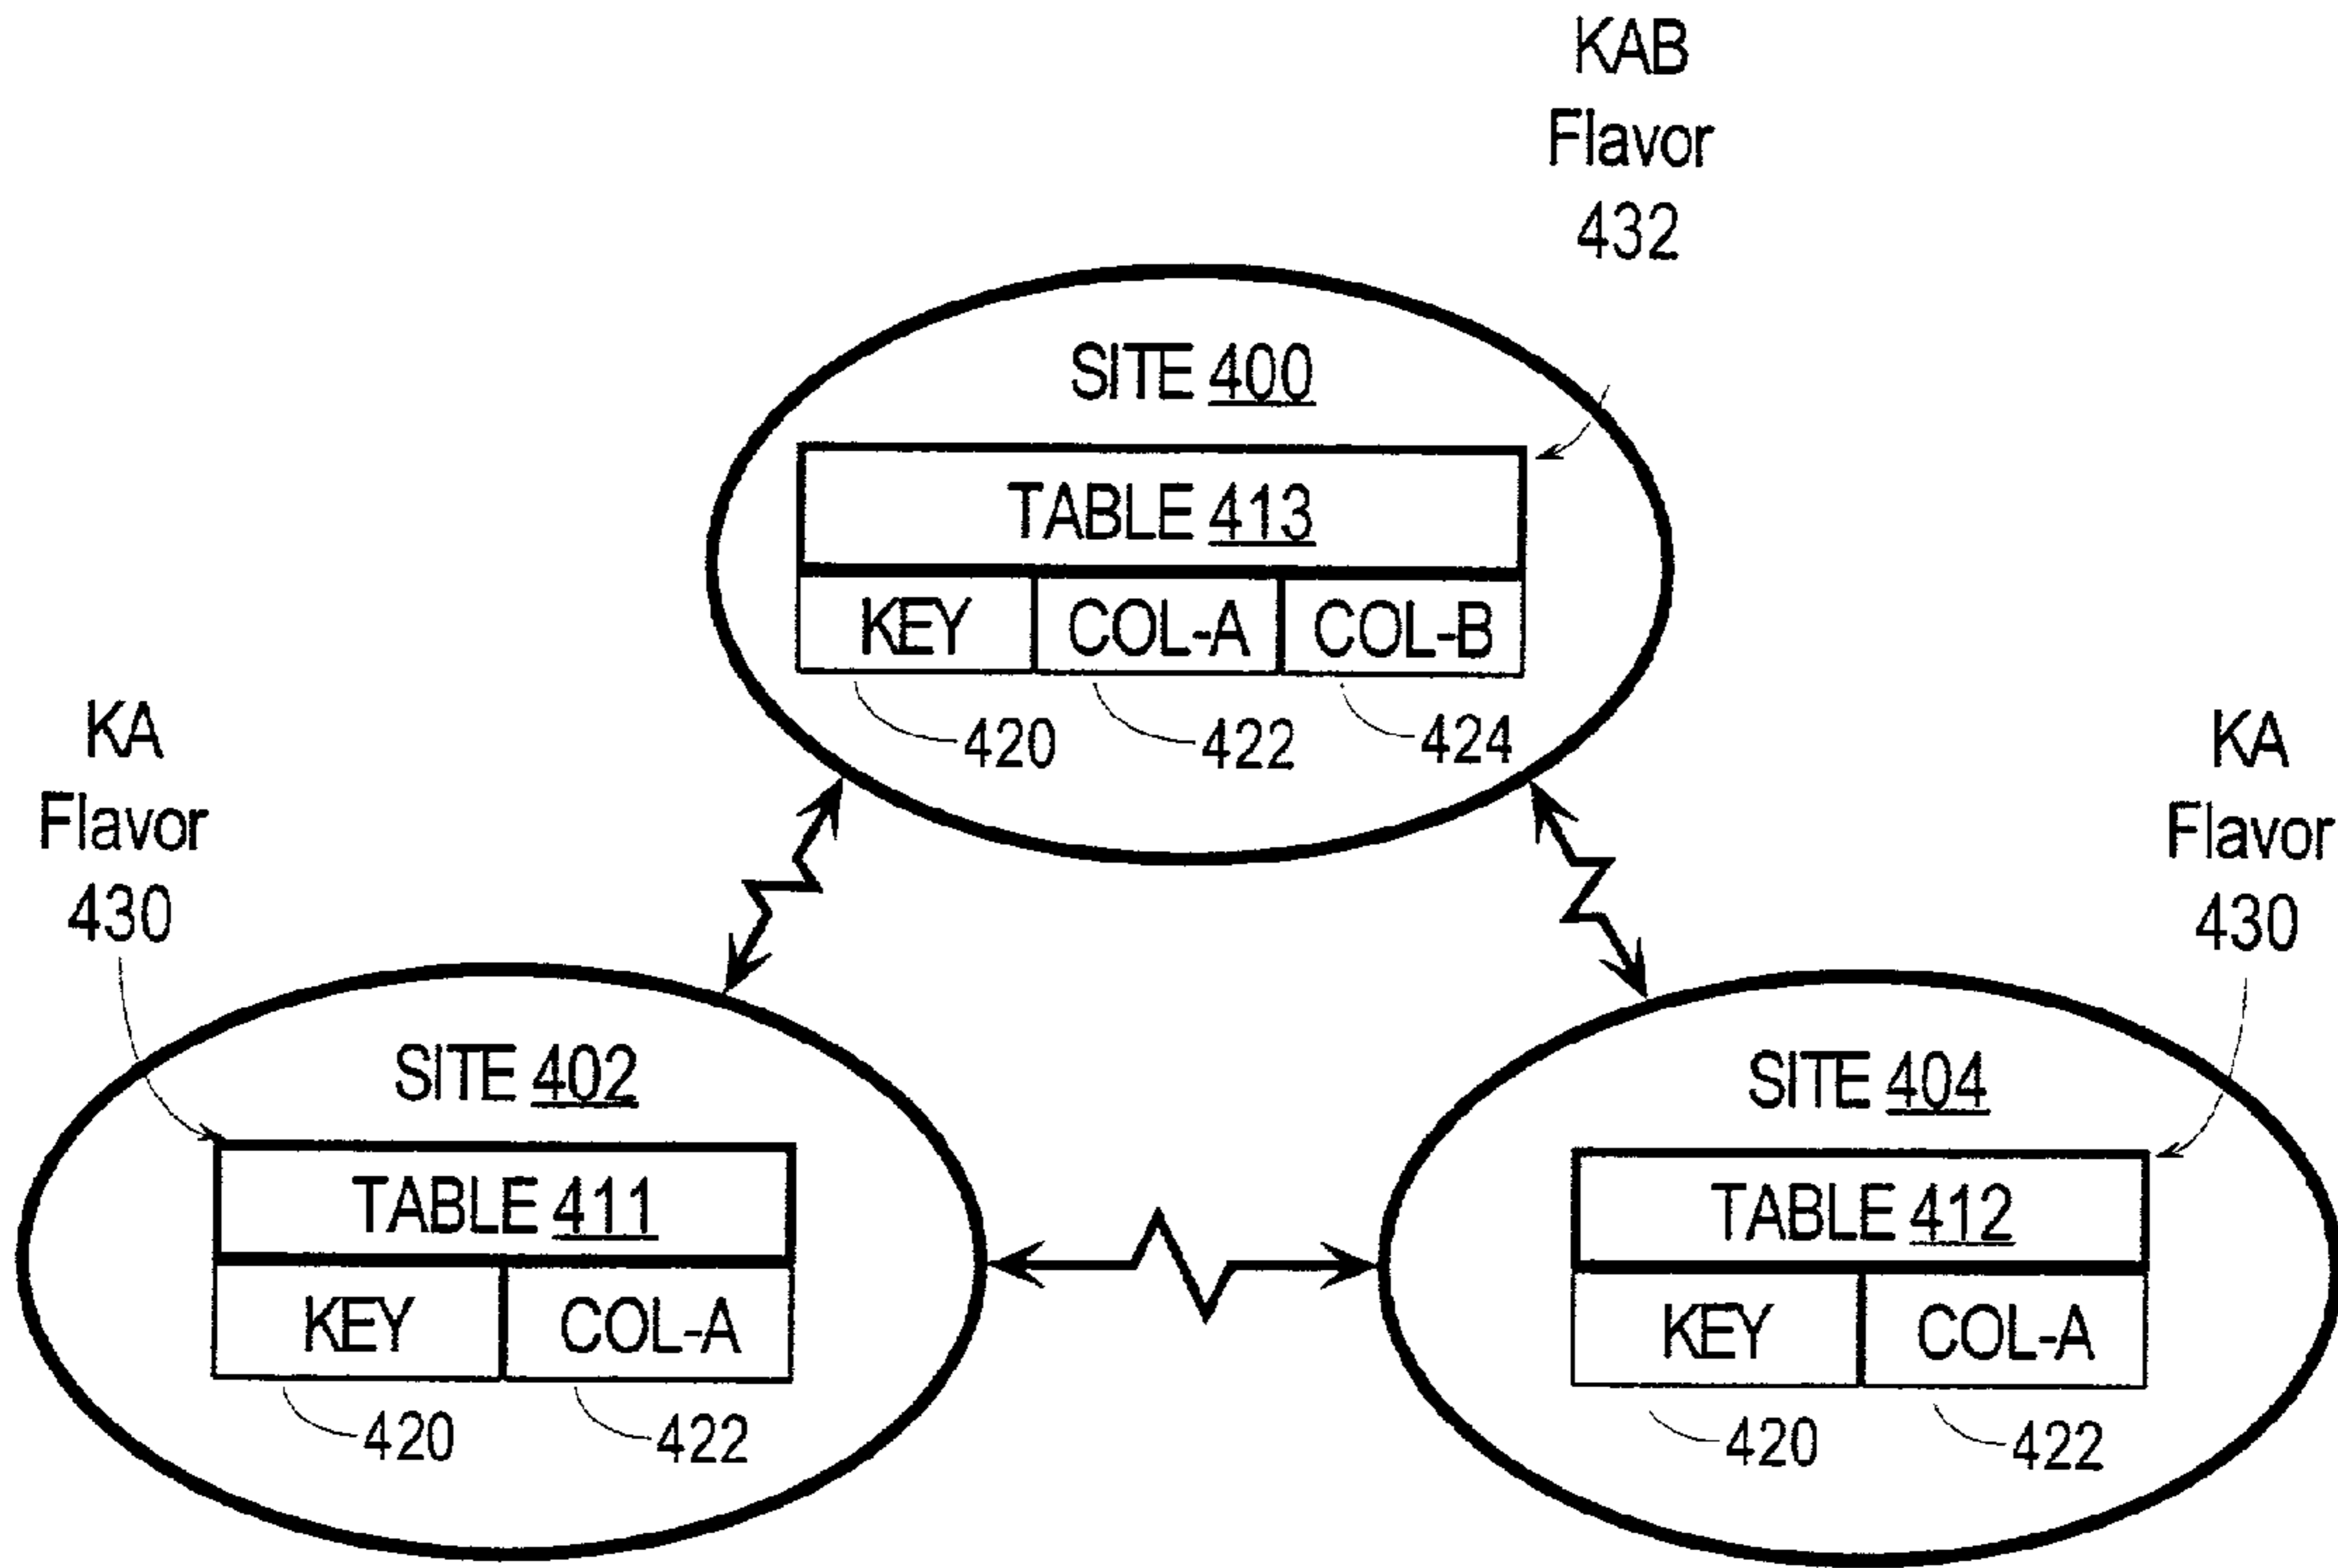 KAB
Flavor
432
SITE 400
TABLE 413
KEY COL-A COL-B
420 422 424
KA
Flavor
430
KA
Flavor
430
SITE 402
TABLE 411
KEY COL-A
420 422
SITE 404
TABLE 412
KEY COL-A
420 422